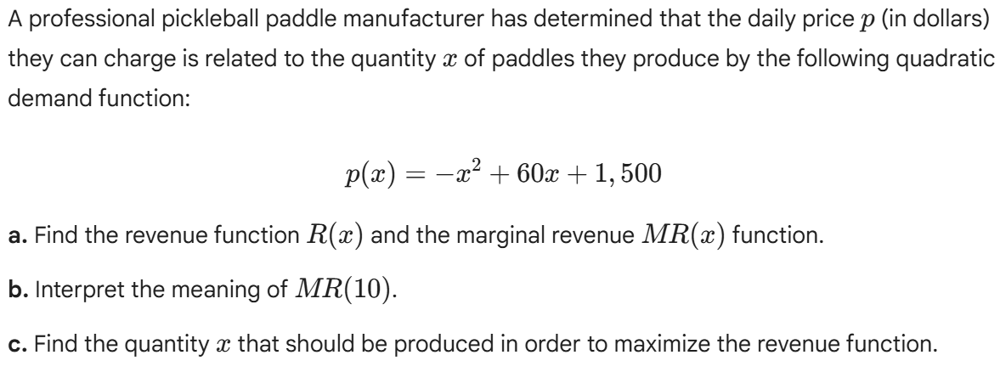 A professional pickleball paddle manufacturer has determined that the daily price p (in dollars)
they can charge is related to the quantity x of paddles they produce by the following quadratic
demand function:
p(x) = −x² + 60x + 1, 500
a. Find the revenue function R(x) and the marginal revenue MR(x) function.
b. Interpret the meaning of MR(10).
c. Find the quantity x that should be produced in order to maximize the revenue function.